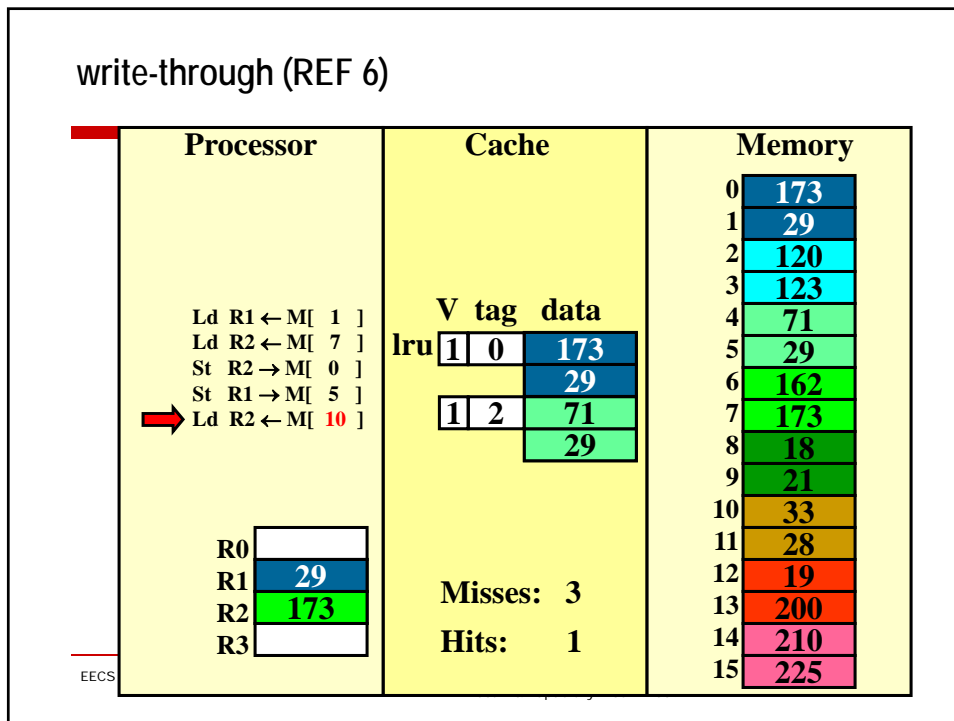 write-through (REF 6)
Processor
Ld R1 ← M[ 1 ]
Ld R2 ← M[ 7 ]
St R2 → M[ 0 ]
St R1 → M[ 5 ]
Ld R2 ← M[ 10 ]
R0
R1 29
R2 173
R3
Cache
V tag data
lru 1 0 173
29
1 2 71
29
Misses: 3
Hits: 1
Memory
0 173
1 29
2 120
3 123
4 71
5 29
6 162
7 173
8 18
9 21
10 33
11 28
12 19
13 200
14 210
15 225
EECS